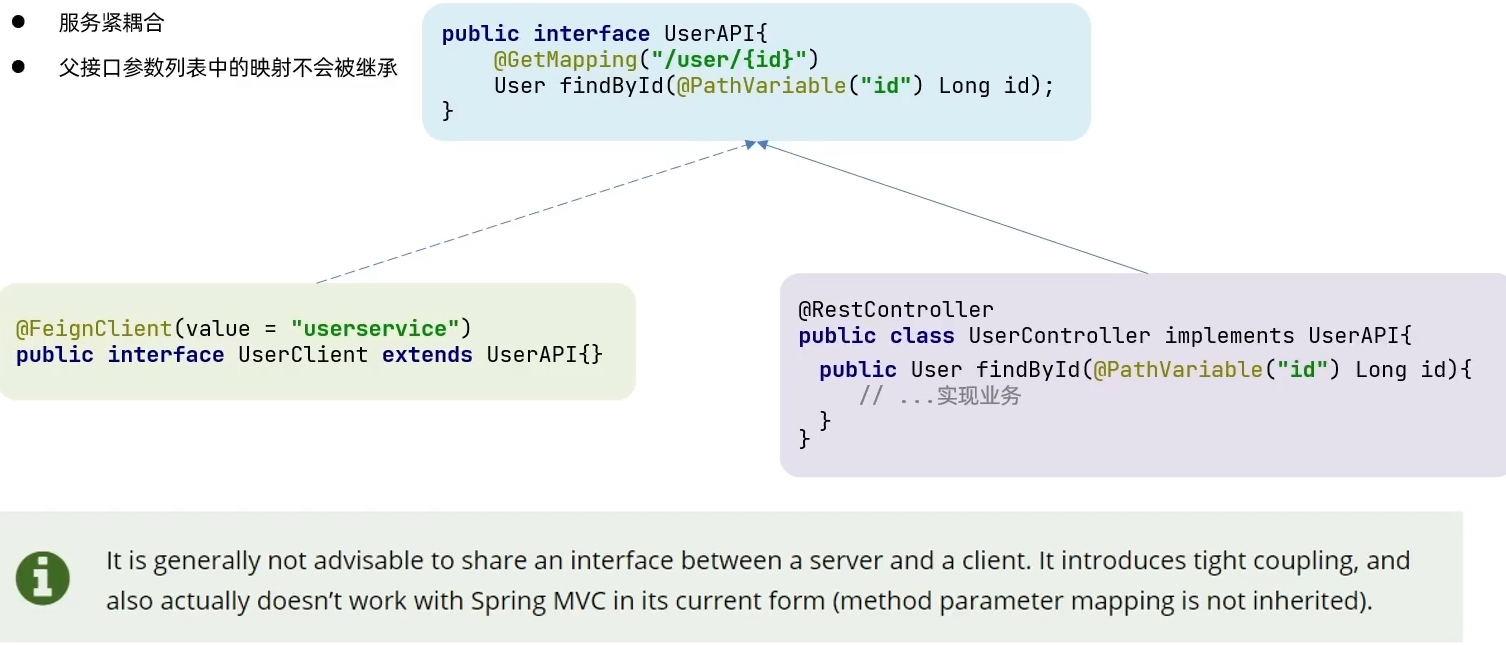 服务紧耦合
父接口参数列表中的映射不会被继承
public interface UserAPI{
@GetMapping("/user/{id}")
User findById(@PathVariable("id") Long id);
}
@FeignClient(value = "userservice")
public interface UserClient extends UserAPI{}
@RestController
public class UserController implements UserAPI{
public User findById(@PathVariable("id") Long id){
// ...实现业务
}
}
It is generally not advisable to share an interface between a server and a client. It introduces tight coupling, and
also actually doesn’t work with Spring MVC in its current form (method parameter mapping is not inherited).